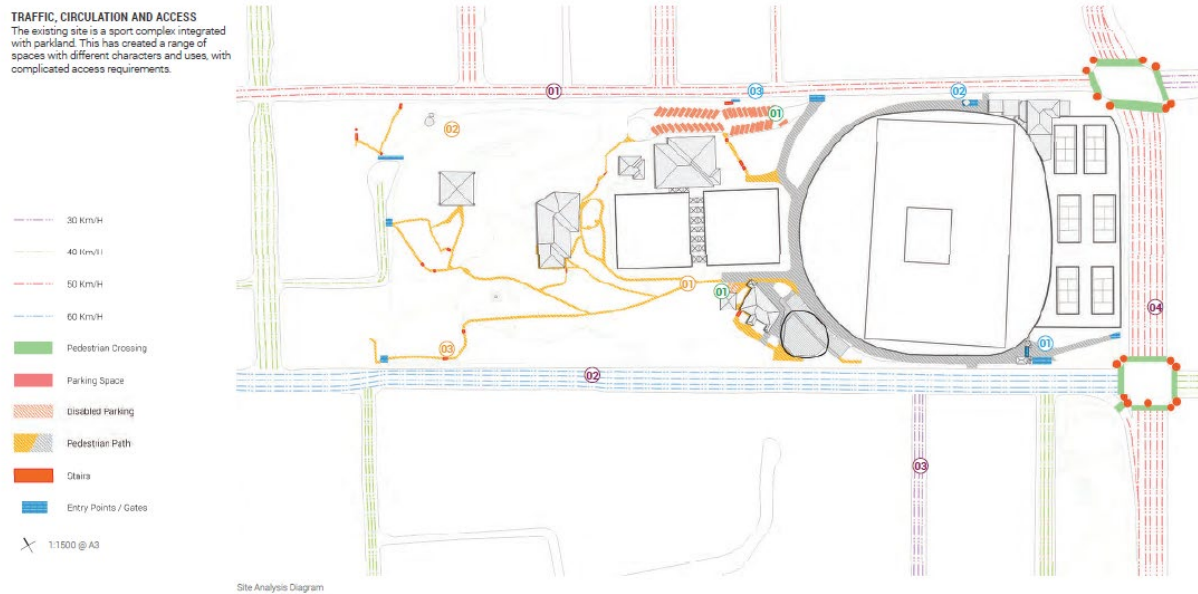 TRAFFIC, CIRCULATION AND ACCESS
The existing site is a sport complex integrated
with parkland. This has created a range of
spaces with different characters and uses, with
complicated access requirements.
01
03
02
01
02
30 Km/H
40 Km/H
50 Km/H
60 Km/H
Pedestrian Crossing
Parking Space
Disabled Parking
Pedestrian Path
Stairs
Entry Points / Gates
1:1500 @ A3
01
01
04
03
01
02
03
Site Analysis Diagram